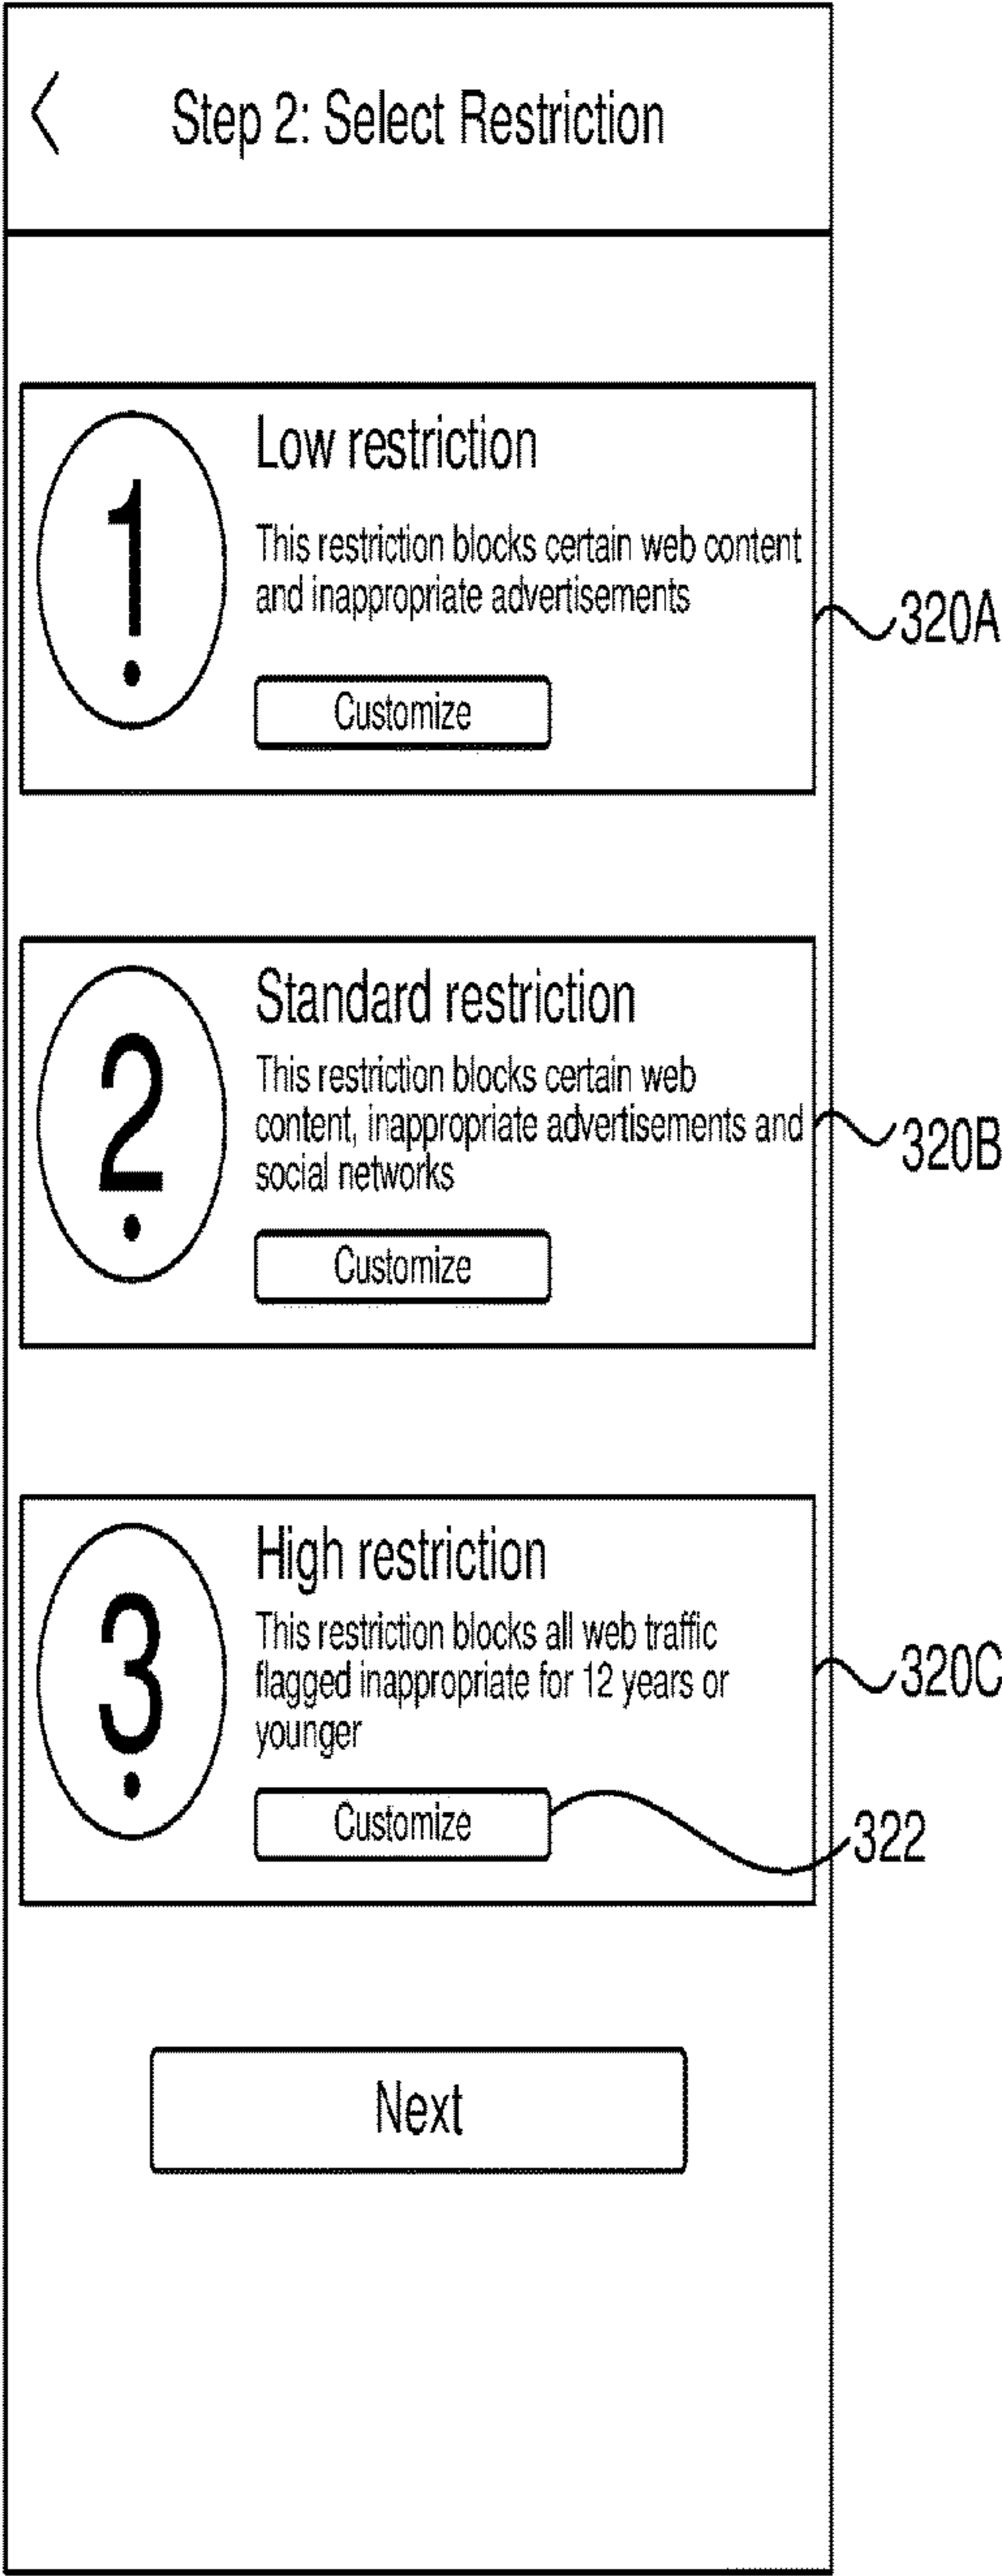 Step 2: Select Restriction
1
Low restriction
This restriction blocks certain web content
and inappropriate advertisements
Customize
320A
2
Standard restriction
This restriction blocks certain web
content, inappropriate advertisements and
social networks
Customize
320B
3
High restriction
This restriction blocks all web traffic
flagged inappropriate for 12 years or
younger
Customize
320C
322
Next